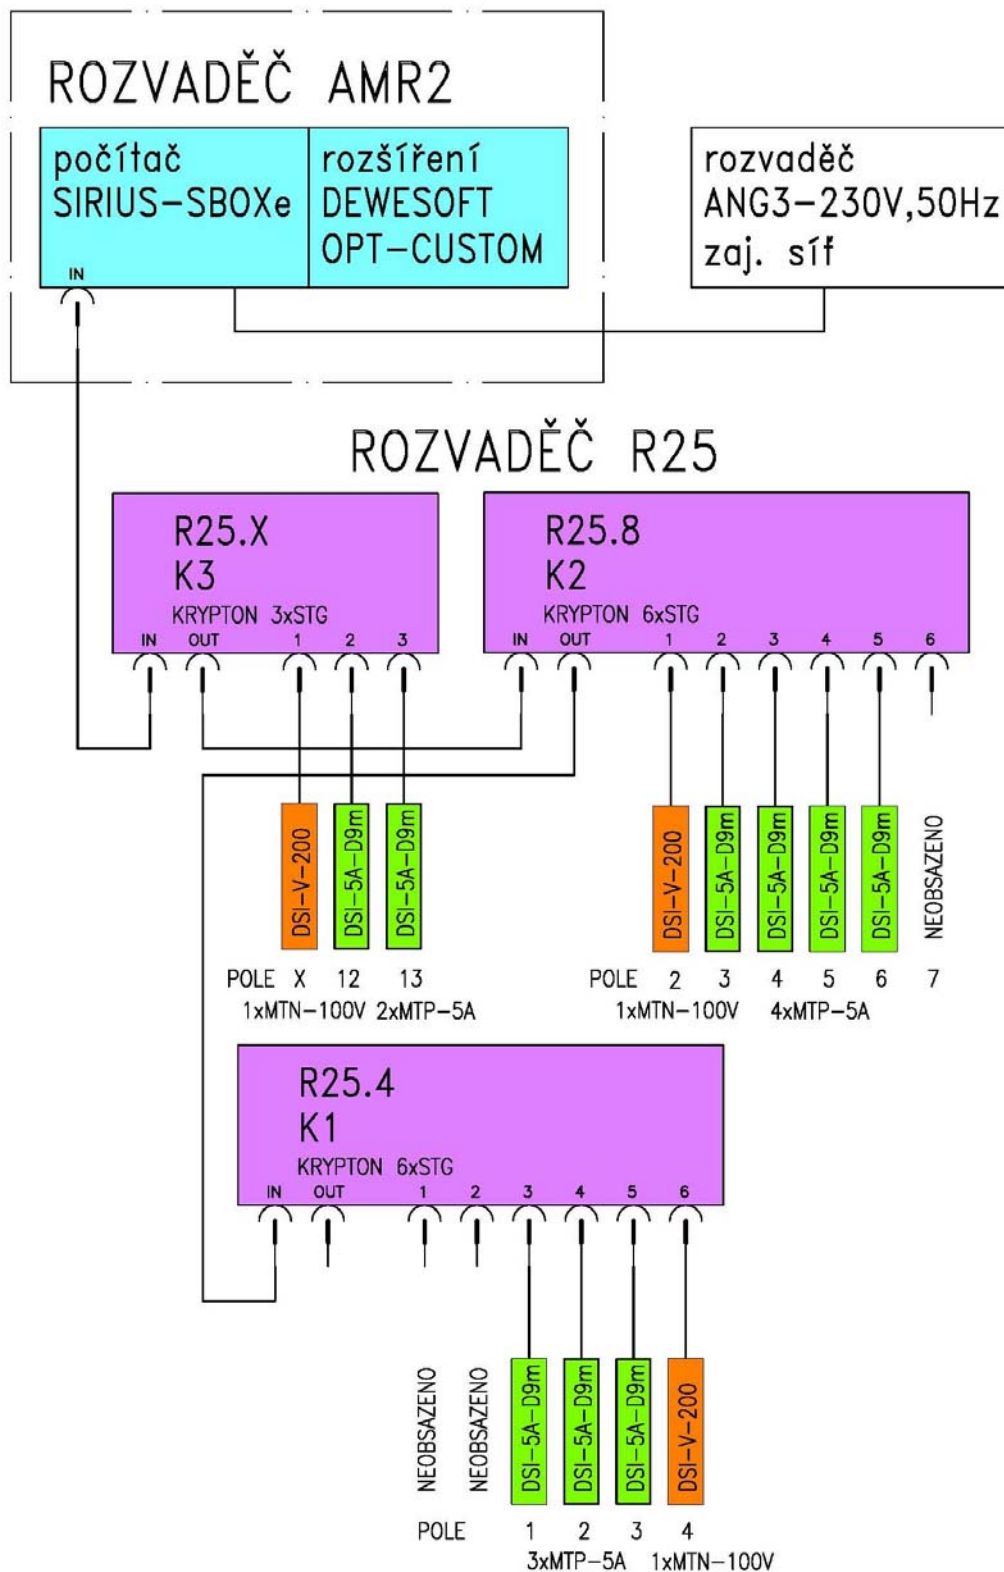 ROZVADĚČ AMR2
počítač
SIRIUS-SBOXe
IN
rozšíření
DEWESOFT
OPT-CUSTOM
rozvaděč
ANG3-230V,50Hz
zaj. síť
ROZVADĚČ R25
R25.X
K3
KRYPTON 3xSTG
IN OUT 1 2 3
R25.8
K2
KRYPTON 6xSTG
IN OUT 1 2 3 4 5 6
DSI-V-200
DSI-5A-D9m
DSI-5A-D9m
POLE X 12 13
1xMTN-100V 2xMTP-5A
DSI-V-200
DSI-5A-D9m
DSI-5A-D9m
DSI-5A-D9m
DSI-5A-D9m
NEOBSAZENO
POLE 2 3 4 5 6 7
1xMTN-100V 4xMTP-5A
R25.4
K1
KRYPTON 6xSTG
IN OUT 1 2 3 4 5 6
NEOBSAZENO
NEOBSAZENO
DSI-5A-D9m
DSI-5A-D9m
DSI-5A-D9m
DSI-V-200
POLE 1 2 3 4
3xMTP-5A 1xMTN-100V